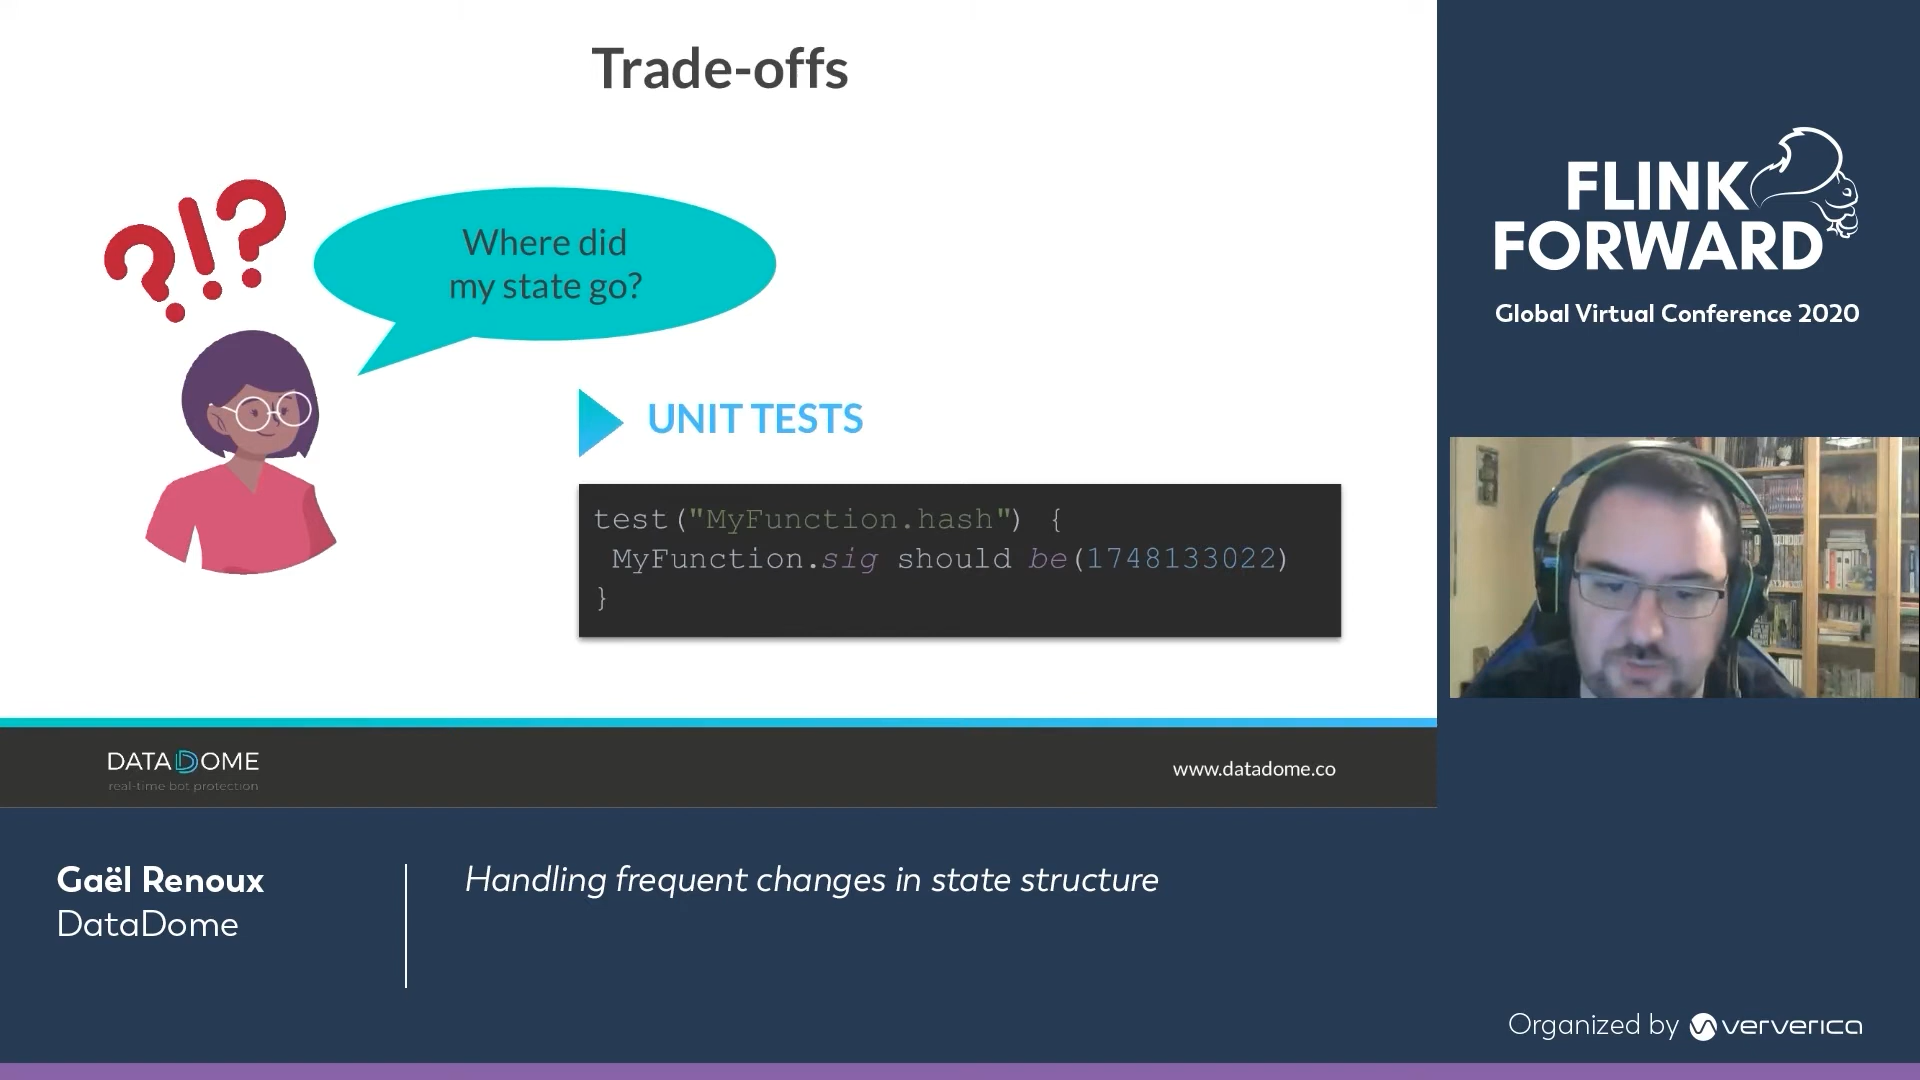 Trade-offs
?!?
Where did
my state go?
UNIT TESTS
test("MyFunction.hash") {
MyFunction.sig should be(1748133022)
}
DATADOME
real-time bot protection
www.datadome.co
FLINK
FORWARD
Global Virtual Conference 2020
Gaël Renoux
DataDome
Handling frequent changes in state structure
Organized by ververica